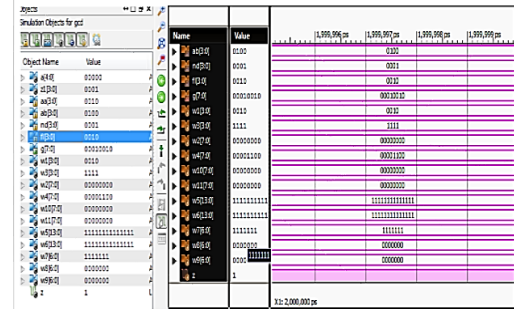 Objects
Simulation Objects for gcd
Object Name Value
a[4:0] 00000
z1[3:0] 0001
aa[3:0] 0110
ab[3:0] 0100
nd[3:0] 0001
fl[3:0] 0110
g[7:0] 00010010
w1[3:0] 0010
w3[3:0] 1111
w2[7:0] 00000000
w4[7:0] 00001100
w10[7:0] 00000000
w11[7:0] 00000000
w5[13:0] 11111111111111
w6[13:0] 11111111111111
w7[6:0] 1111111
w8[6:0] 0000000
w9[6:0] 0000000
z 1
Name Value 1,999,996 ps 1,999,997 ps 1,999,998 ps 1,999,999 ps
ab[3:0] 0100 0100
nd[3:0] 0001 0001
fl[3:0] 0010 0010
g[7:0] 00010010 00010010
w1[3:0] 0010 0010
w3[3:0] 1111 1111
w2[7:0] 00000000 00000000
w4[7:0] 00001100 00001100
w10[7:0] 00000000 00000000
w11[7:0] 00000000 00000000
w5[13:0] 1111111111 11111111111111
w6[13:0] 1111111111 11111111111111
w7[6:0] 1111111 1111111
w8[6:0] 0000000 0000000
w9[6:0] 0000 1111111 0000000
z 1
X1: 2,000,000 ps